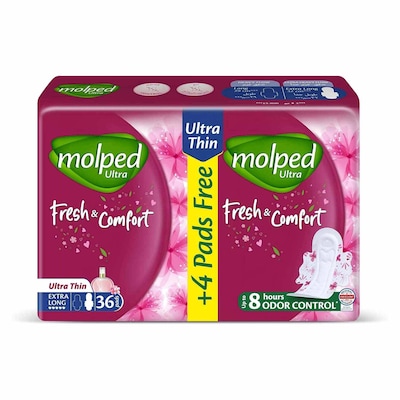 Long
Extra Long
molped
Ultra
Fresh & Comfort
Ultra Thin
EXTRA
LONG
36
pads
+4 Pads Free
Ultra
Thin
molped
Ultra
Fresh & Comfort
Up to 8 hours
ODOR CONTROL*